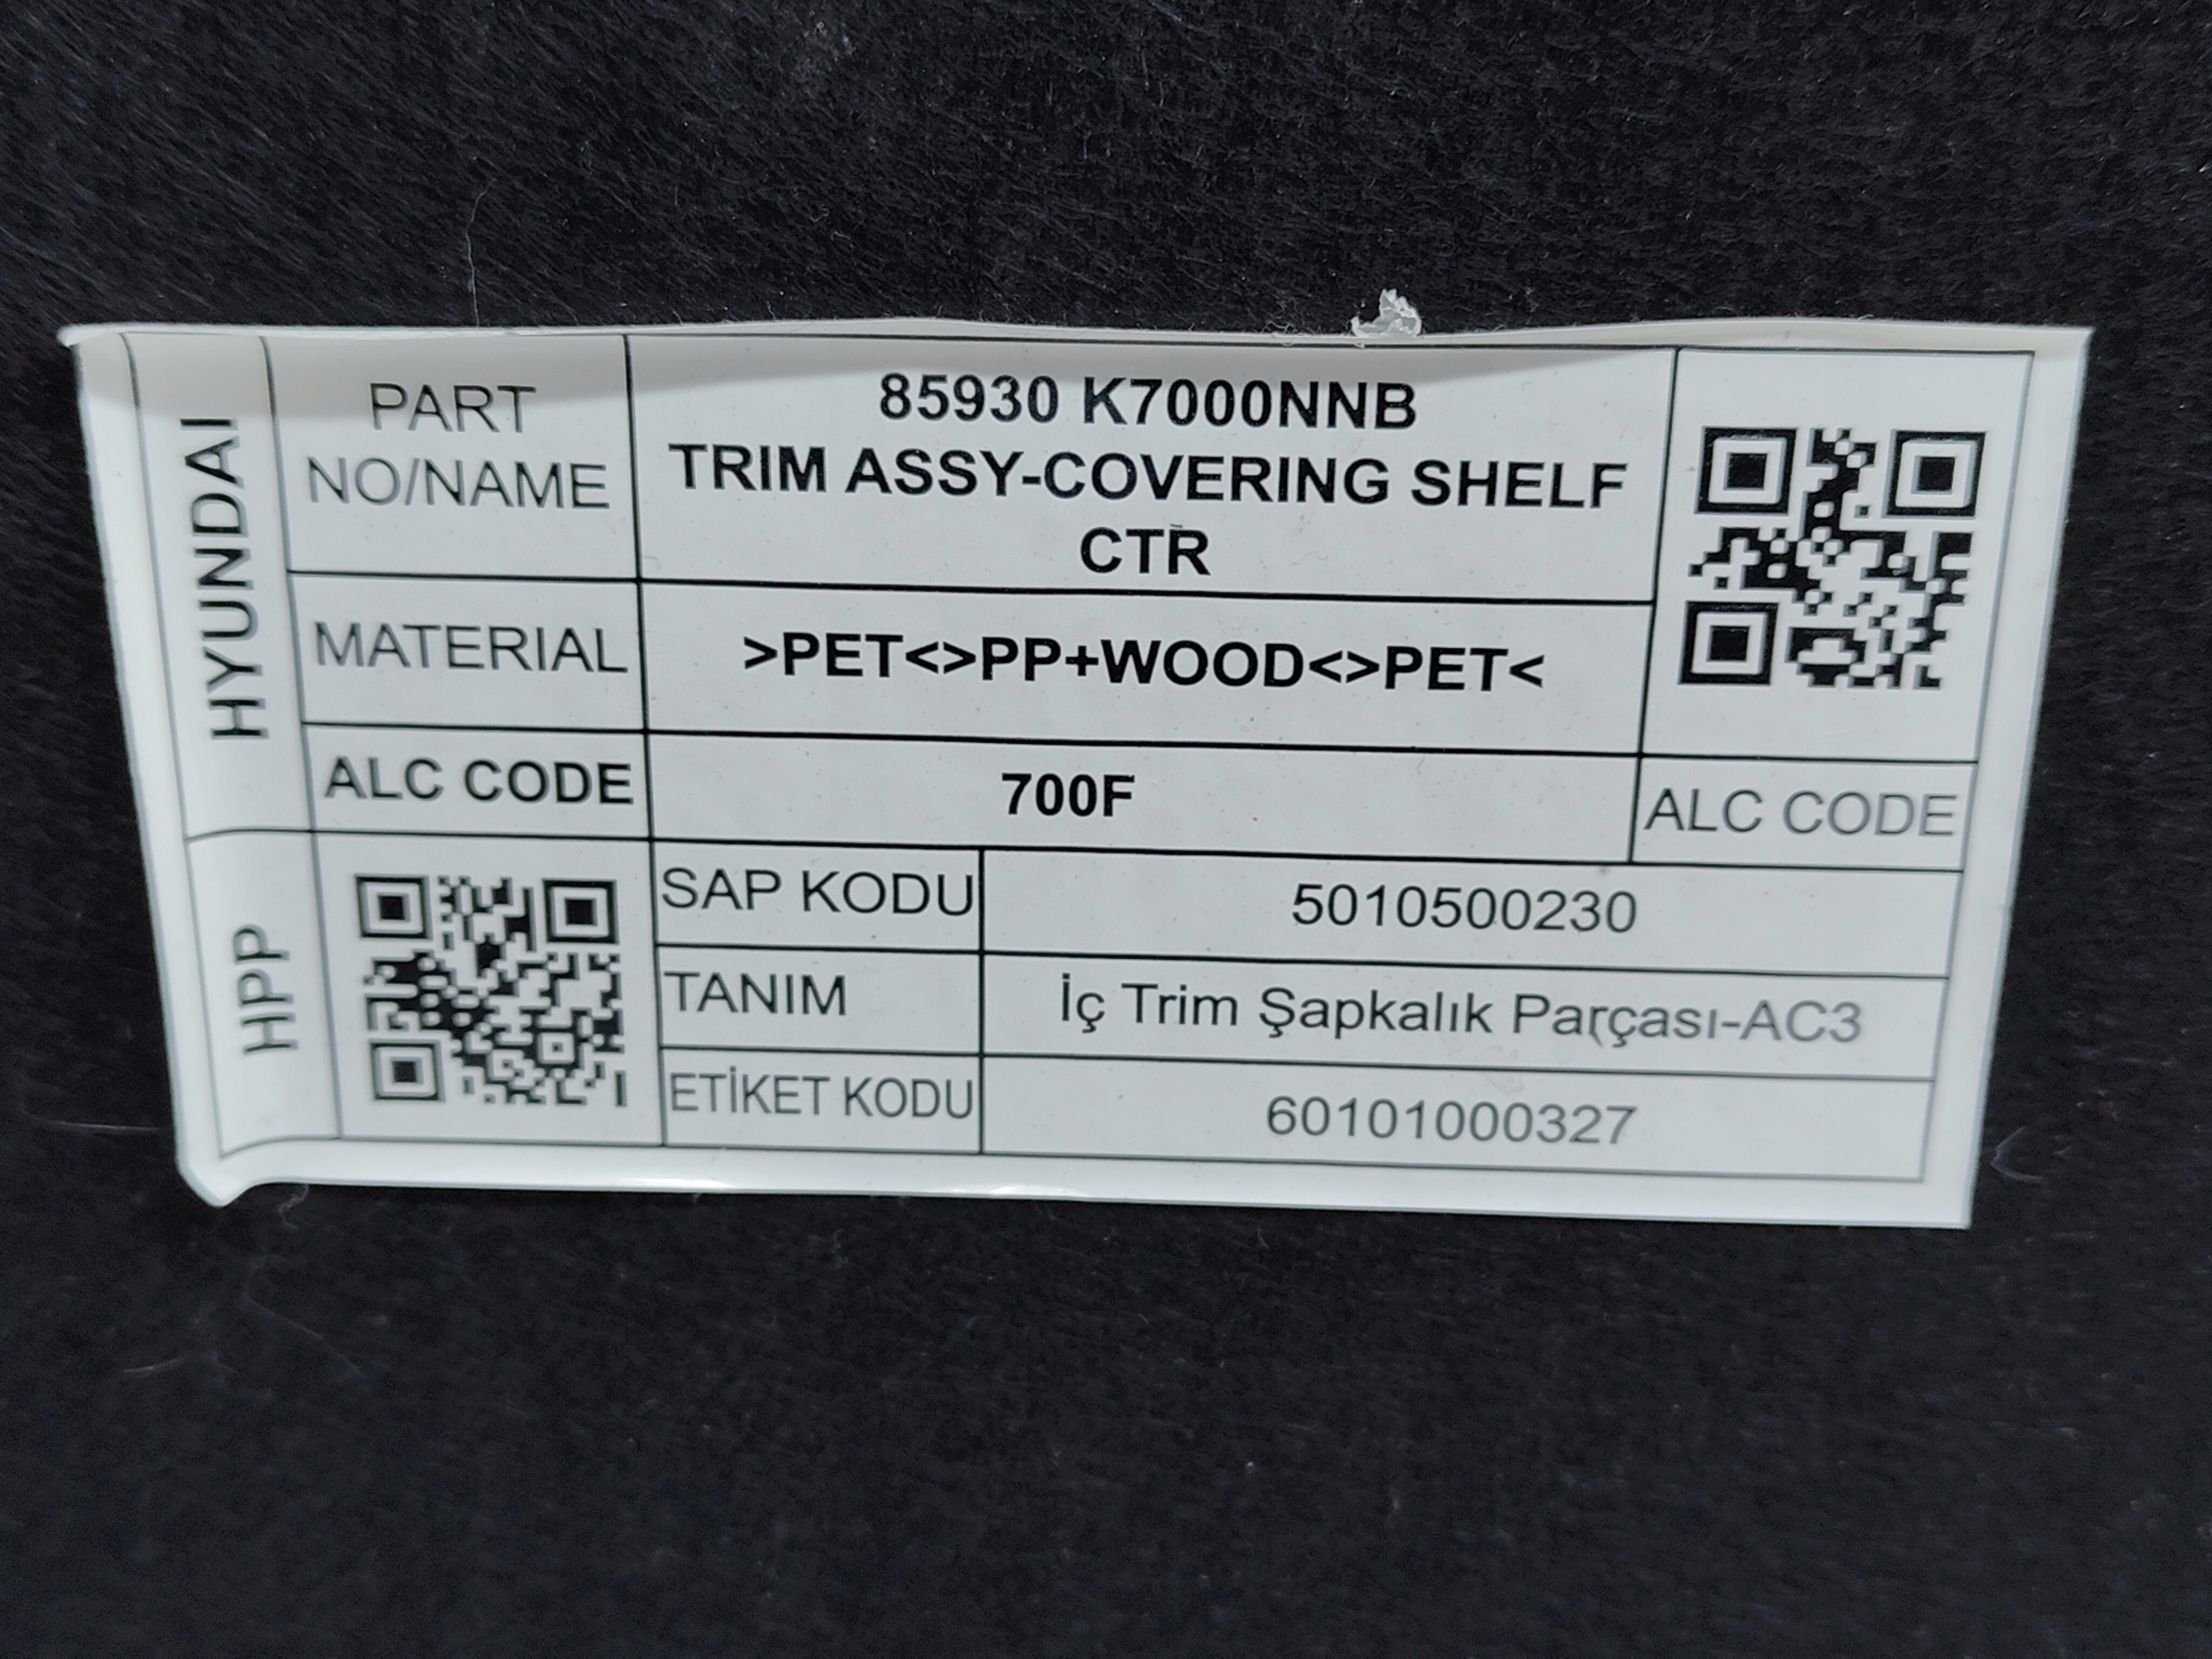 HYUNDAI
PART
NO/NAME
85930 K7000NNB
TRIM ASSY-COVERING SHELF
CTR
MATERIAL
>PET<>PP+WOOD<>PET<
ALC CODE
700F
ALC CODE
HPP
SAP KODU
5010500230
TANIM
İç Trim Şapkalık Parçası-AC3
ETİKET KODU
60101000327